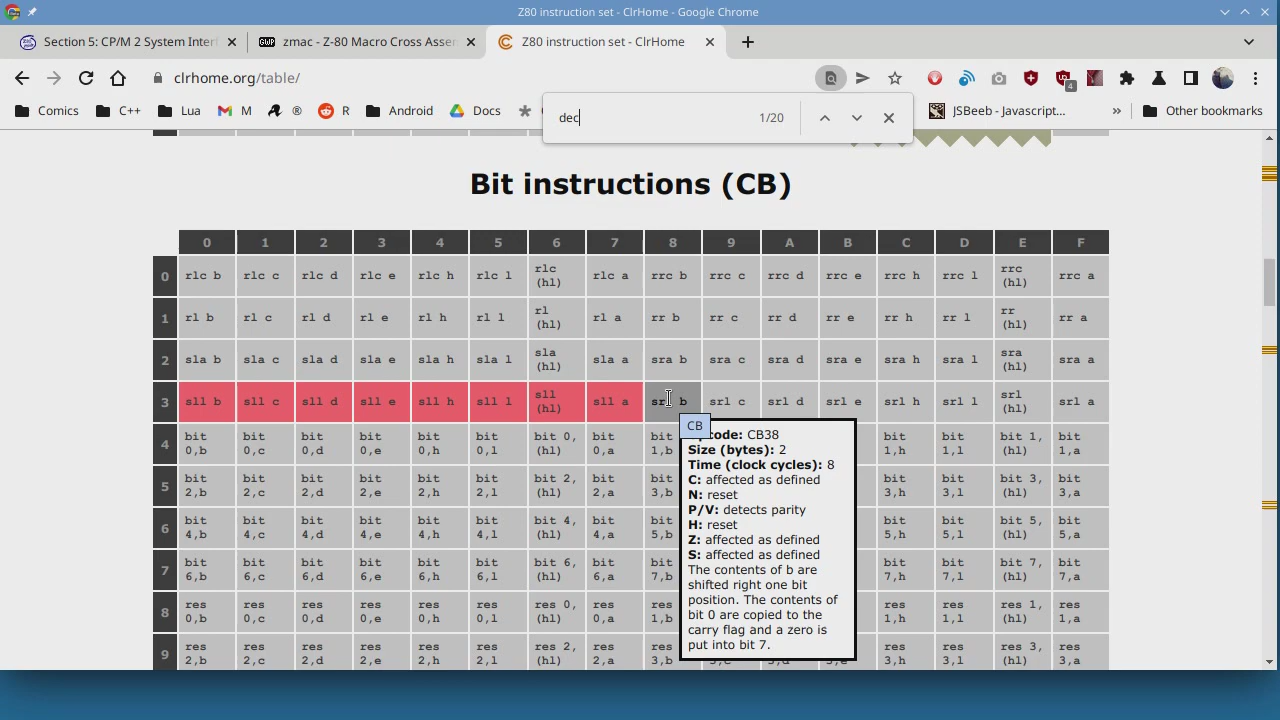 Z80 instruction set - ClrHome - Google Chrome
Section 5: CP/M 2 System Inter
zmac - Z-80 Macro Cross Asse
Z80 instruction set - ClrHome
clrhome.org/table/
4
Comics C++ Lua M R Android Docs JSBeeb - Javascript... » Other bookmarks
dec 1/20
Bit instructions (CB)
0 1 2 3 4 5 6 7 8 9 A B C D E F
0 rlc b rlc c rlc d rlc e rlc h rlc l rlc (hl) rlc a rrc b rrc c rrc d rrc e rrc h rrc l rrc (hl) rrc a
1 rl b rl c rl d rl e rl h rl l rl (hl) rl a rr b rr c rr d rr e rr h rr l rr (hl) rr a
2 sla b sla c sla d sla e sla h sla l sla (hl) sla a sra b sra c sra d sra e sra h sra l sra (hl) sra a
3 sll b sll c sll d sll e sll h sll l sll (hl) sll a srl b srl c srl d srl e srl h srl l srl (hl) srl a
4 bit 0,b bit 0,c bit 0,d bit 0,e bit 0,h bit 0,l bit 0,(hl) bit 0,a bit 1,b bit 1,h bit 1,l bit 1,(hl) bit 1,a
5 bit 2,b bit 2,c bit 2,d bit 2,e bit 2,h bit 2,l bit 2,(hl) bit 2,a bit 3,b bit 3,h bit 3,l bit 3,(hl) bit 3,a
6 bit 4,b bit 4,c bit 4,d bit 4,e bit 4,h bit 4,l bit 4,(hl) bit 4,a bit 5,b bit 5,h bit 5,l bit 5,(hl) bit 5,a
7 bit 6,b bit 6,c bit 6,d bit 6,e bit 6,h bit 6,l bit 6,(hl) bit 6,a bit 7,b bit 7,h bit 7,l bit 7,(hl) bit 7,a
8 res 0,b res 0,c res 0,d res 0,e res 0,h res 0,l res 0,(hl) res 0,a res 1,b res 1,h res 1,l res 1,(hl) res 1,a
9 res 2,b res 2,c res 2,d res 2,e res 2,h res 2,l res 2,(hl) res 2,a res 3,b res 3,h res 3,l res 3,(hl) res 3,a
CB
code: CB38
Size (bytes): 2
Time (clock cycles): 8
C: affected as defined
N: reset
P/V: detects parity
H: reset
Z: affected as defined
S: affected as defined
The contents of b are
shifted right one bit
position. The contents of
bit 0 are copied to the
carry flag and a zero is
put into bit 7.